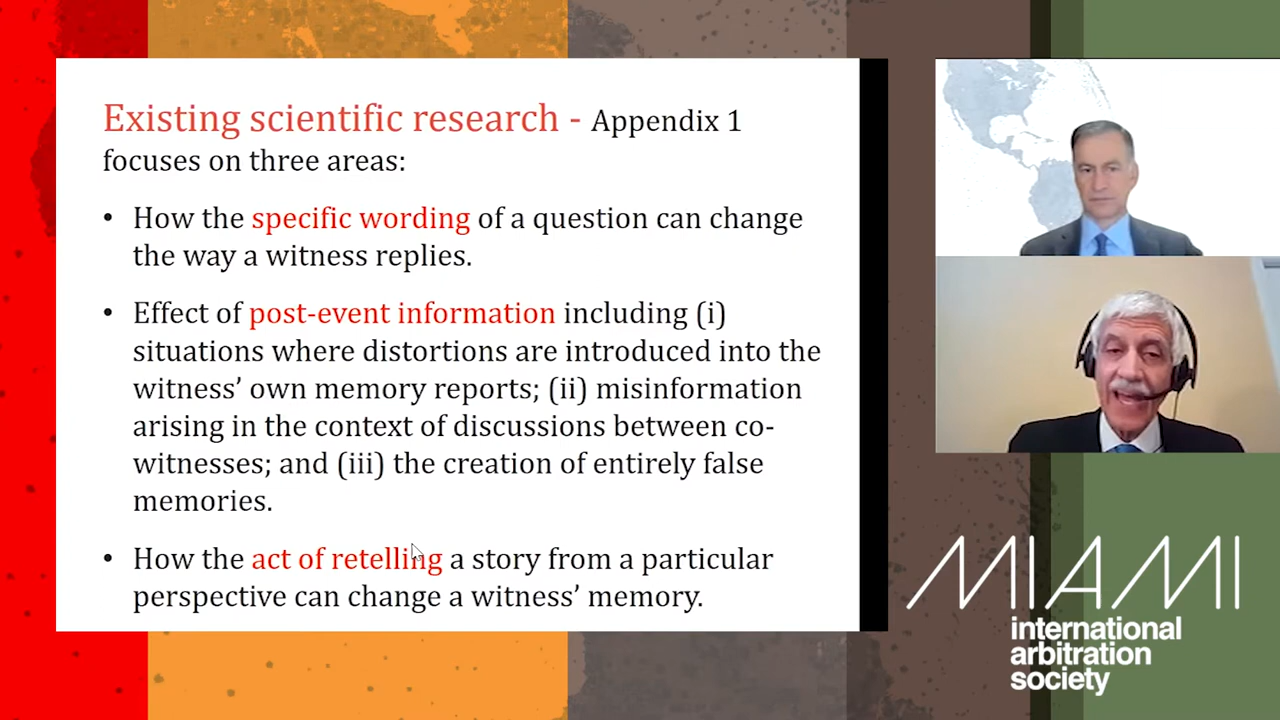 Existing scientific research - Appendix 1
focuses on three areas:
• How the specific wording of a question can change
the way a witness replies.
• Effect of post-event information including (i)
situations where distortions are introduced into the
witness’ own memory reports; (ii) misinformation
arising in the context of discussions between co-
witnesses; and (iii) the creation of entirely false
memories.
• How the act of retelling a story from a particular
perspective can change a witness’ memory.
MIAMI
international
arbitration
society